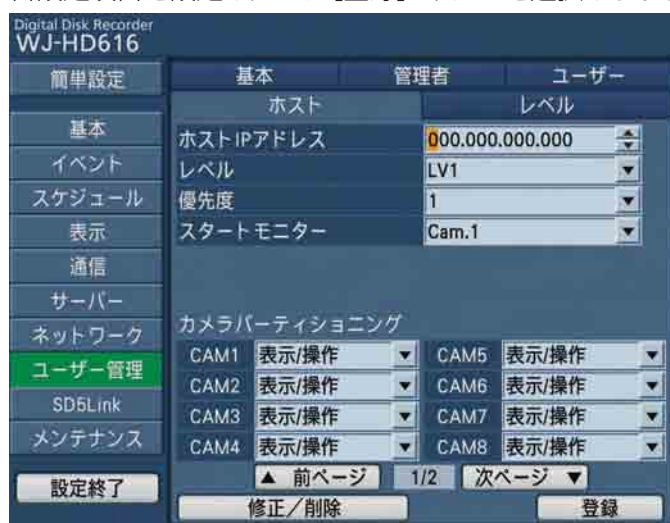 Digital Disk Recorder
WJ-HD616
簡単設定
基本
イベント
スケジュール
表示
通信
サーバー
ネットワーク
ユーザー管理
SD5Link
メンテナンス
設定終了
基本 管理者 ユーザー
ホスト レベル
ホストIPアドレス 000.000.000.000
レベル LV1
優先度 1
スタートモニター Cam.1
カメラパーティショニング
CAM1 表示/操作 CAM5 表示/操作
CAM2 表示/操作 CAM6 表示/操作
CAM3 表示/操作 CAM7 表示/操作
CAM4 表示/操作 CAM8 表示/操作
▲ 前ページ 1/2 次ページ ▼
修正/削除 登録